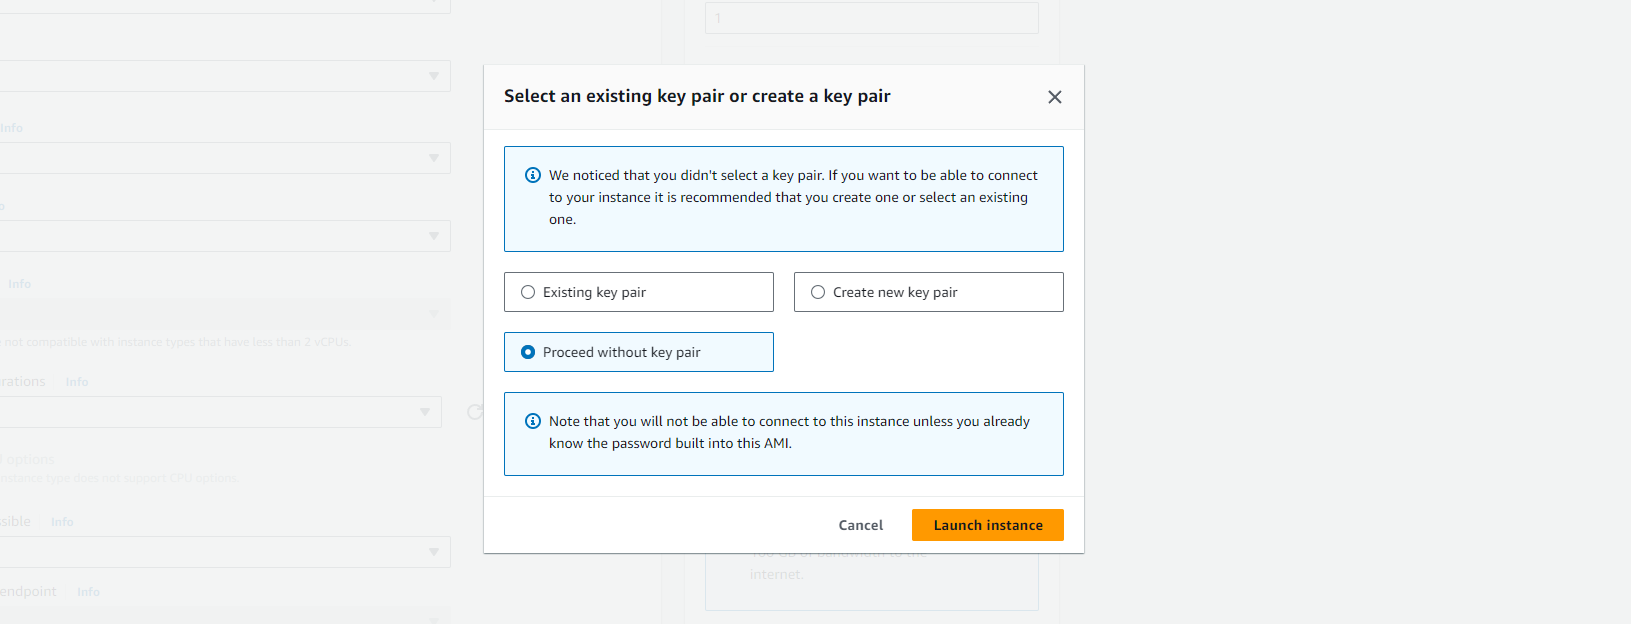 1
Select an existing key pair or create a key pair
Info
We noticed that you didn't select a key pair. If you want to be able to connect
to your instance it is recommended that you create one or select an existing
one.
Info
Existing key pair
Create new key pair
not compatible with instance types that have less than 2 vCPUs.
Proceed without key pair
Info
Note that you will not be able to connect to this instance unless you already
know the password built into this AMI.
options
instance type does not support CPU options.
Info
Cancel
Launch instance
internet.
endpoint Info